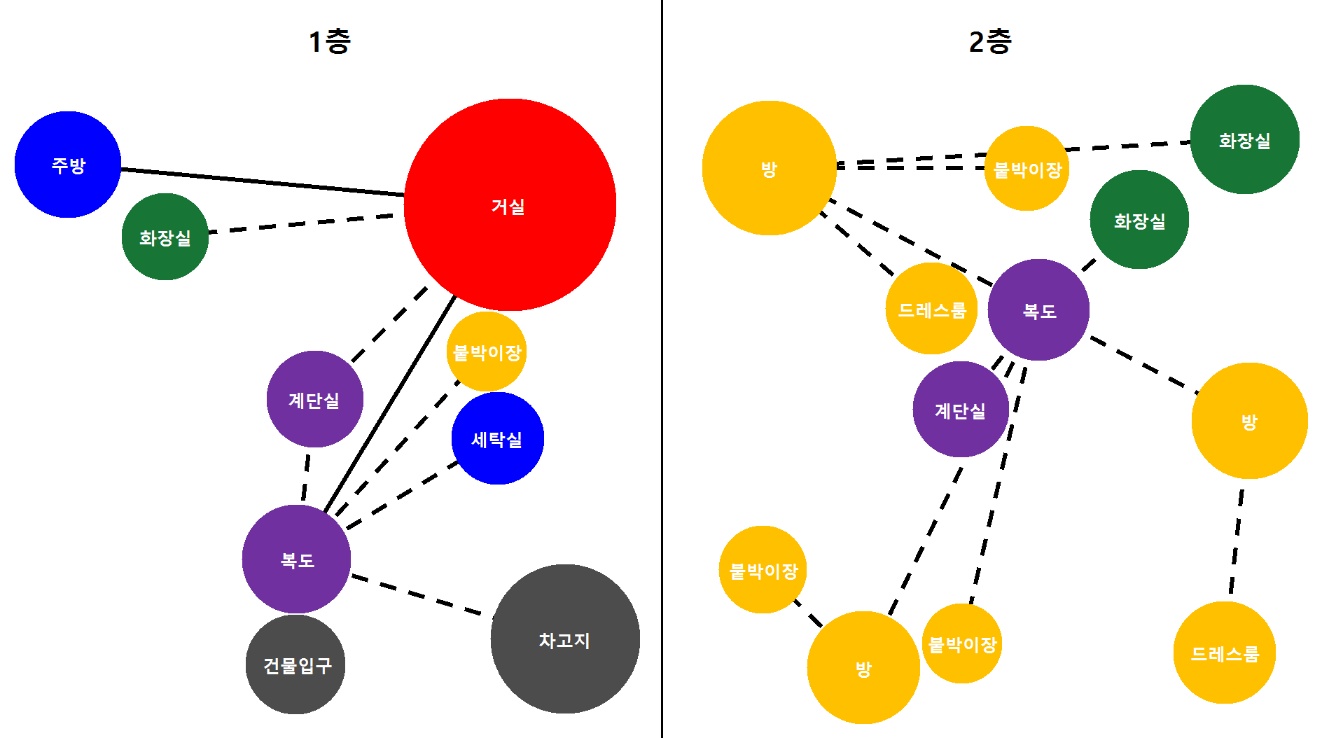 1층
주방
화장실
거실
붙박이장
계단실
세탁실
복도
차고지
건물입구
2층
방
붙박이장
화장실
화장실
드레스룸
복도
계단실
방
붙박이장
방
붙박이장
드레스룸